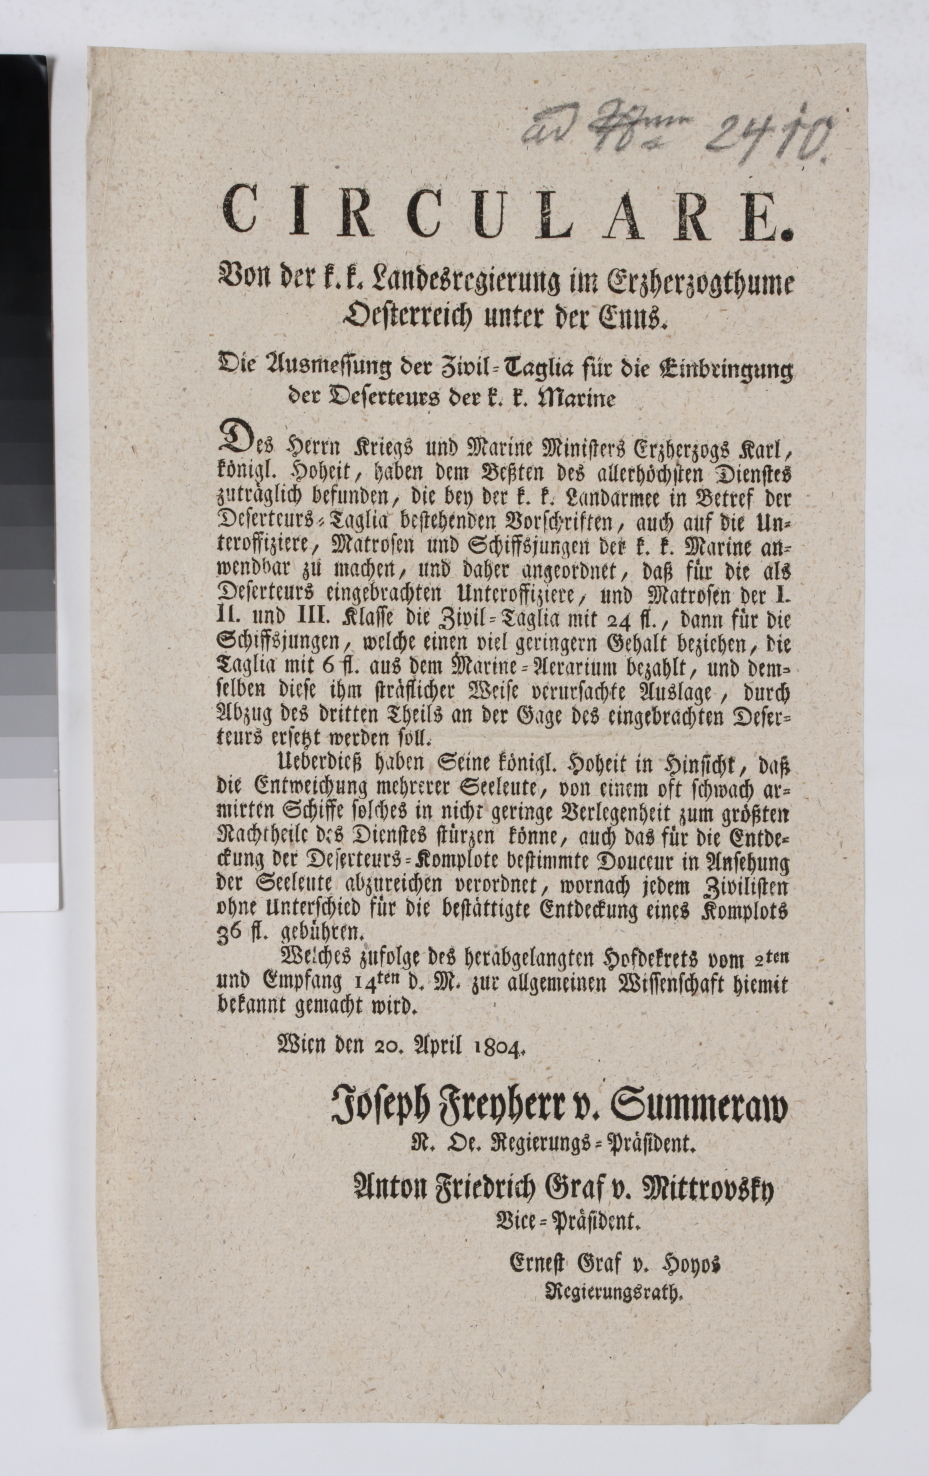 ad 2410.
CIRCULARE.
Von der k. k. Landesregierung im Erzherzogthume
Oesterreich unter der Enns.
Die Ausmessung der Zivil-Taglia für die Einbringung
der Deserteurs der k. k. Marine
Des Herrn Kriegs und Marine Ministers Erzherzogs Karl,
königl. Hoheit, haben dem Beßten des allerhöchsten Dienstes
zuträglich befunden, die bey der k. k. Landarmee in Betref der
Deserteurs-Taglia bestehenden Vorschriften, auch auf die Un-
teroffiziere, Matrosen und Schiffsjungen der k. k. Marine an-
wendbar zu machen, und daher angeordnet, daß für die als
Deserteurs eingebrachten Unteroffiziere, und Matrosen der I.
II. und III. Klasse die Zivil-Taglia mit 24 fl., dann für die
Schiffsjungen, welche einen viel geringern Gehalt beziehen, die
Taglia mit 6 fl. aus dem Marine-Aerarium bezahlt, und dem-
selben diese ihm sträflicher Weise verursachte Auslage, durch
Abzug des dritten Theils an der Gage des eingebrachten Deser-
teurs ersetzt werden soll.
Ueberdieß haben Seine königl. Hoheit in Hinsicht, daß
die Entweichung mehrerer Seeleute, von einem oft schwach ar-
mirten Schiffe solches in nicht geringe Verlegenheit zum größten
Nachtheile des Dienstes stürzen könne, auch das für die Entde-
ckung der Deserteurs-Komplote bestimmte Douceur in Ansehung
der Seeleute abzureichen verordnet, wornach jedem Zivilisten
ohne Unterschied für die bestättigte Entdeckung eines Komplots
36 fl. gebühren.
Welches zufolge des herabgelangten Hofdekrets vom 2ten
und Empfang 14ten d. M. zur allgemeinen Wissenschaft hiemit
bekannt gemacht wird.
Wien den 20. April 1804.
Joseph Freyherr v. Summeraw
N. Oe. Regierungs-Präsident.
Anton Friedrich Graf v. Mittrovsky
Vice-Präsident.
Ernest Graf v. Hoyos
Regierungsrath.